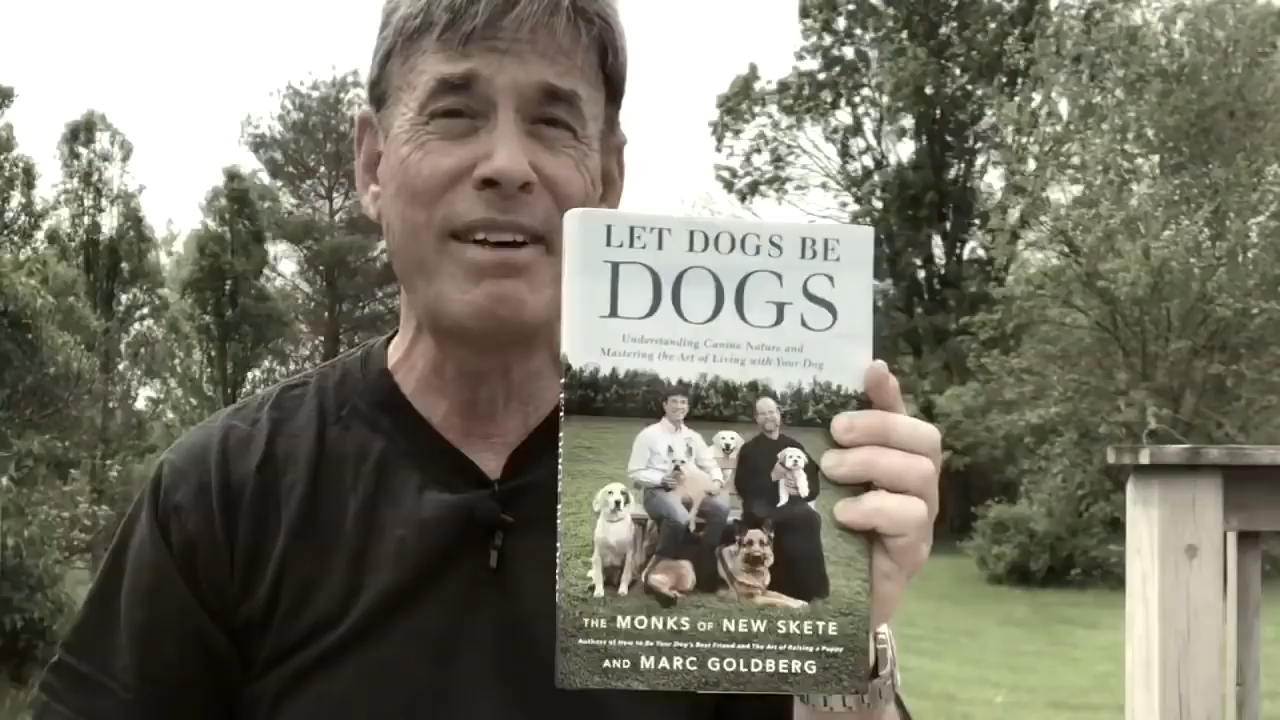 LET DOGS BE
DOGS
Understanding Canine Nature and
Mastering the Art of Living with Your Dog
THE MONKS OF NEW SKETE
Authors of How to Be Your Dog's Best Friend and The Art of Raising a Puppy
AND MARC GOLDBERG